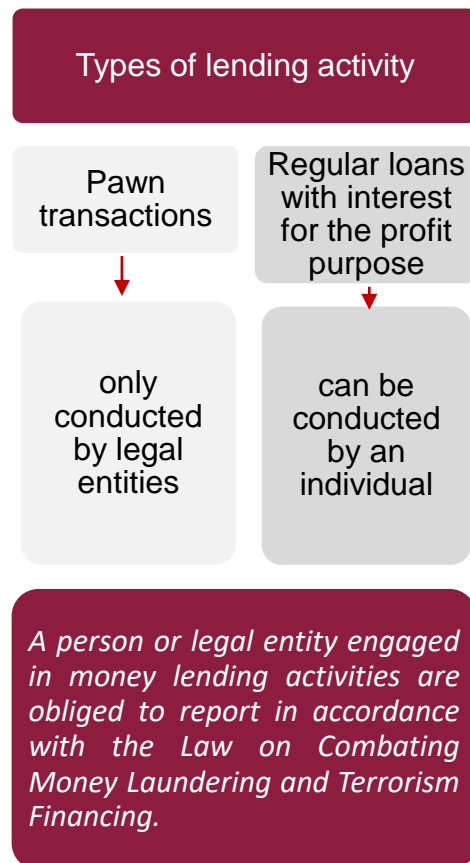 Types of lending activity
Pawn
transactions
Regular loans
with interest
for the profit
purpose
only
conducted
by legal
entities
can be
conducted
by an
individual
A person or legal entity engaged
in money lending activities are
obliged to report in accordance
with the Law on Combating
Money Laundering and Terrorism
Financing.